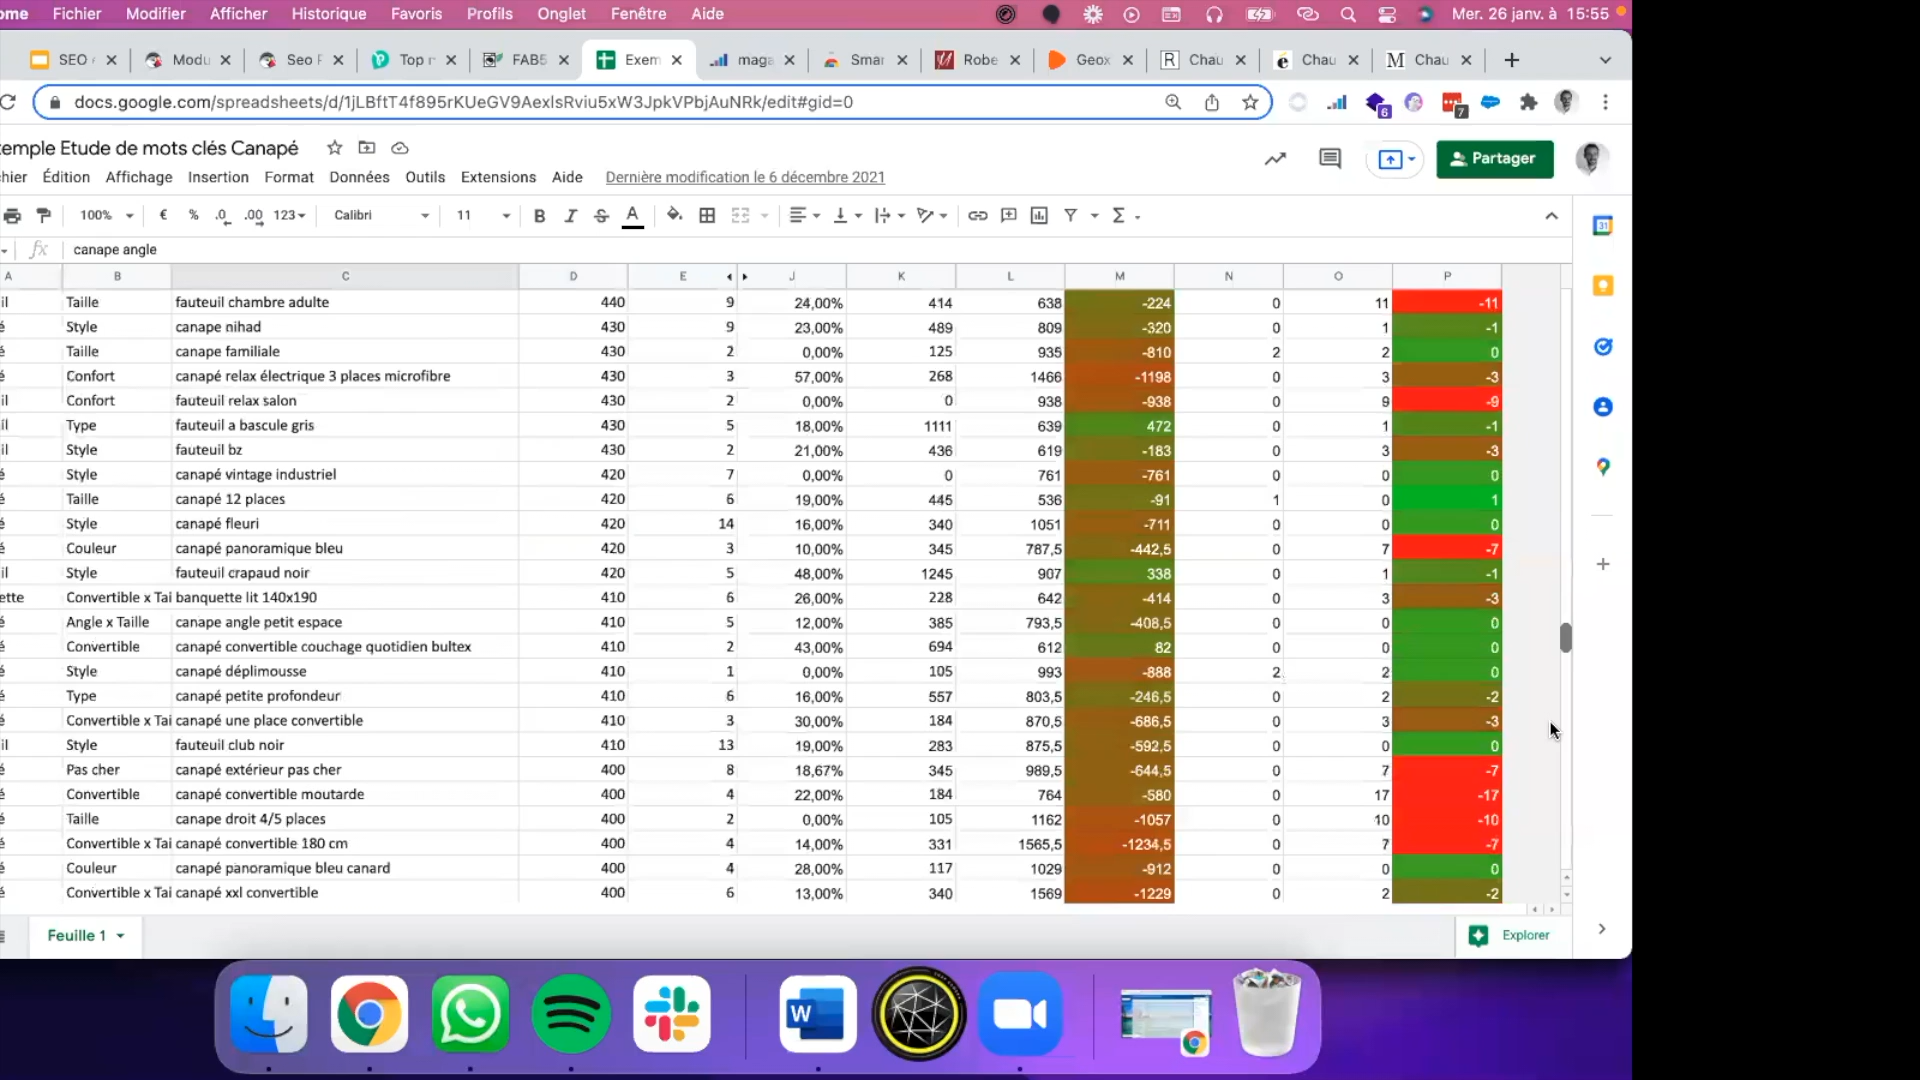 ome Fichier Modifier Afficher Historique Favoris Profils Onglet Fenêtre Aide Mer. 26 janv. à 15:55
SEO Modu Seo Top FAB5 Exem maga Smar Robe Geox Chau Chau Chau
docs.google.com/spreadsheets/d/1jLBftT4f895rKUeGV9AexlsRviu5xW3JpkVPbjAuNRk/edit#gid=0 6 7
emple Etude de mots clés Canapé Partager
hier Édition Affichage Insertion Format Données Outils Extensions Aide Dernière modification le 6 décembre 2021
100% € % .0 .00 123 Calibri 11 B I S A Σ
fx canape angle
A B C D E J K L M N O P
il Taille fauteuil chambre adulte 440 9 24,00% 414 638 -224 0 11 -11
é Style canape nihad 430 9 23,00% 489 809 -320 0 1 -1
é Taille canape familiale 430 2 0,00% 125 935 -810 2 2 0
é Confort canapé relax électrique 3 places microfibre 430 3 57,00% 268 1466 -1198 0 3 -3
il Confort fauteuil relax salon 430 2 0,00% 0 938 -938 0 9 -9
il Type fauteuil a bascule gris 430 5 18,00% 1111 639 472 0 1 -1
il Style fauteuil bz 430 2 21,00% 436 619 -183 0 3 -3
é Style canapé vintage industriel 420 7 0,00% 0 761 -761 0 0 0
é Taille canapé 12 places 420 6 19,00% 445 536 -91 1 0 1
é Style canapé fleuri 420 14 16,00% 340 1051 -711 0 0 0
é Couleur canapé panoramique bleu 420 3 10,00% 345 787,5 -442,5 0 7 -7
il Style fauteuil crapaud noir 420 5 48,00% 1245 907 338 0 1 -1
ette Convertible x Tai banquette lit 140x190 410 6 26,00% 228 642 -414 0 3 -3
é Angle x Taille canape angle petit espace 410 5 12,00% 385 793,5 -408,5 0 0 0
é Convertible canapé convertible couchage quotidien bultex 410 2 43,00% 694 612 82 0 0 0
é Style canapé déplimousse 410 1 0,00% 105 993 -888 2 2 0
é Type canapé petite profondeur 410 6 16,00% 557 803,5 -246,5 0 2 -2
é Convertible x Tai canapé une place convertible 410 3 30,00% 184 870,5 -686,5 0 3 -3
il Style fauteuil club noir 410 13 19,00% 283 875,5 -592,5 0 0 0
é Pas cher canapé extérieur pas cher 400 8 18,67% 345 989,5 -644,5 0 7 -7
é Convertible canapé convertible moutarde 400 4 22,00% 184 764 -580 0 17 -17
é Taille canape droit 4/5 places 400 2 0,00% 105 1162 -1057 0 10 -10
é Convertible x Tai canapé convertible 180 cm 400 4 14,00% 331 1565,5 -1234,5 0 7 -7
é Couleur canapé panoramique bleu canard 400 4 28,00% 117 1029 -912 0 0 0
é Convertible x Tai canapé xxl convertible 400 6 13,00% 340 1569 -1229 0 2 -2
Feuille 1 Explorer
W